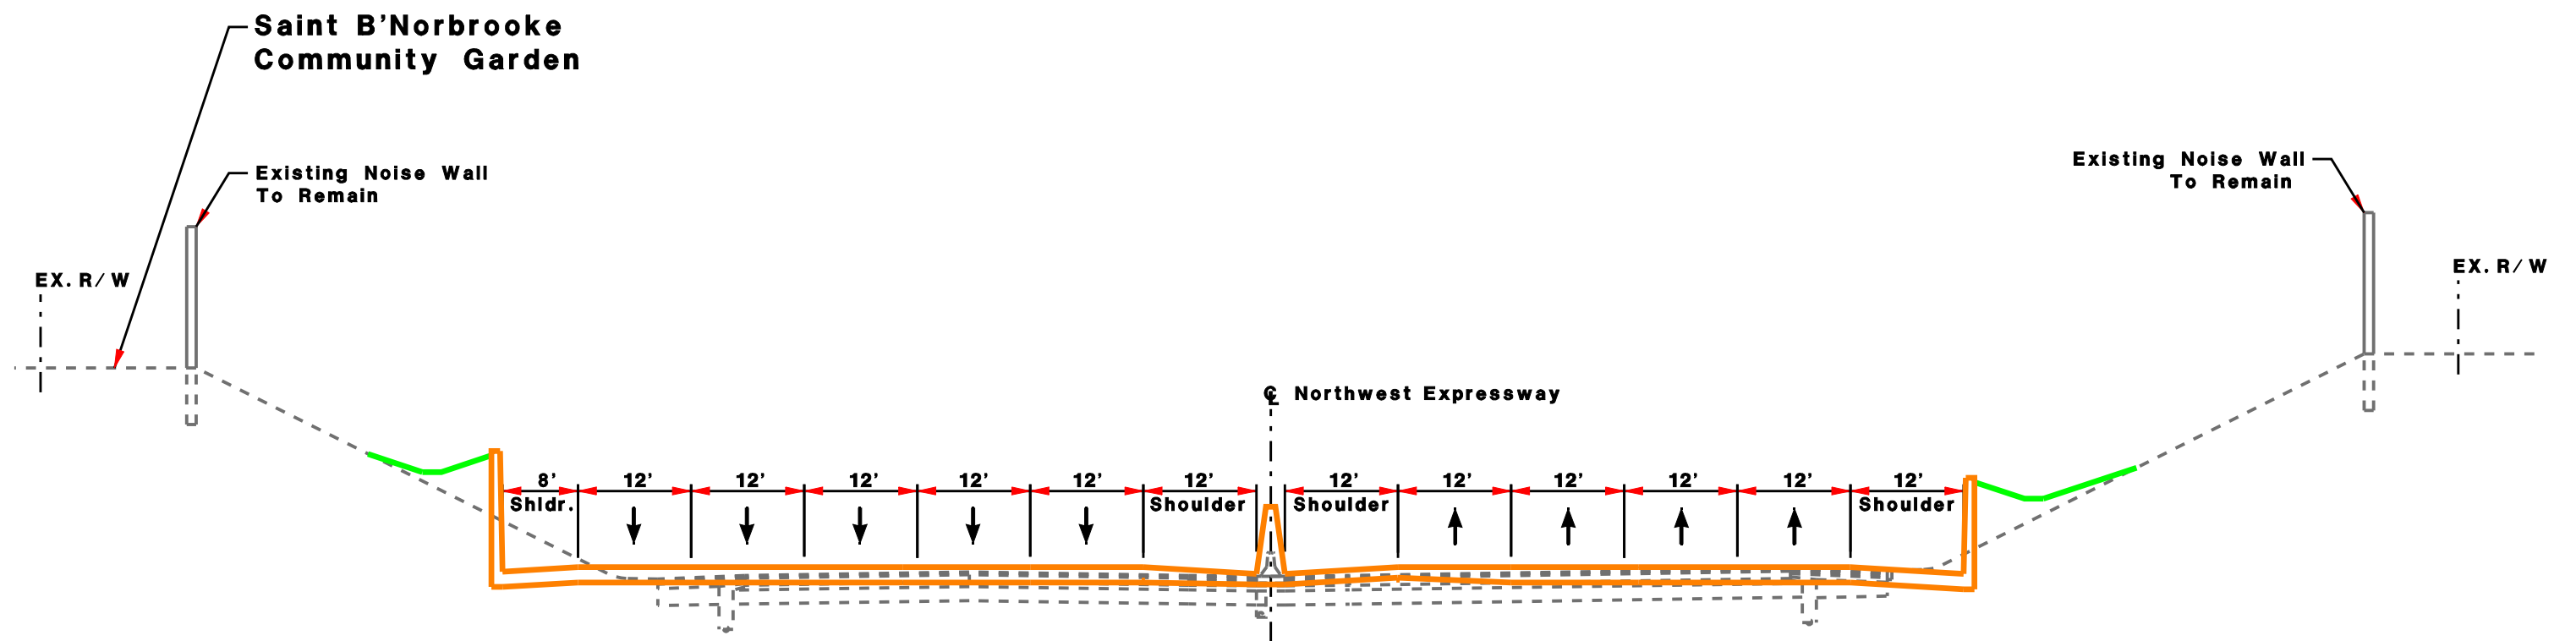 Saint B'Norbrooke
Community Garden
Existing Noise Wall
To Remain
Existing Noise Wall
To Remain
EX. R/W
EX. R/W
℄ Northwest Expressway
8' 12' 12' 12' 12' 12' 12' 12' 12' 12' 12' 12' 12'
Shldr. Shoulder Shoulder Shoulder